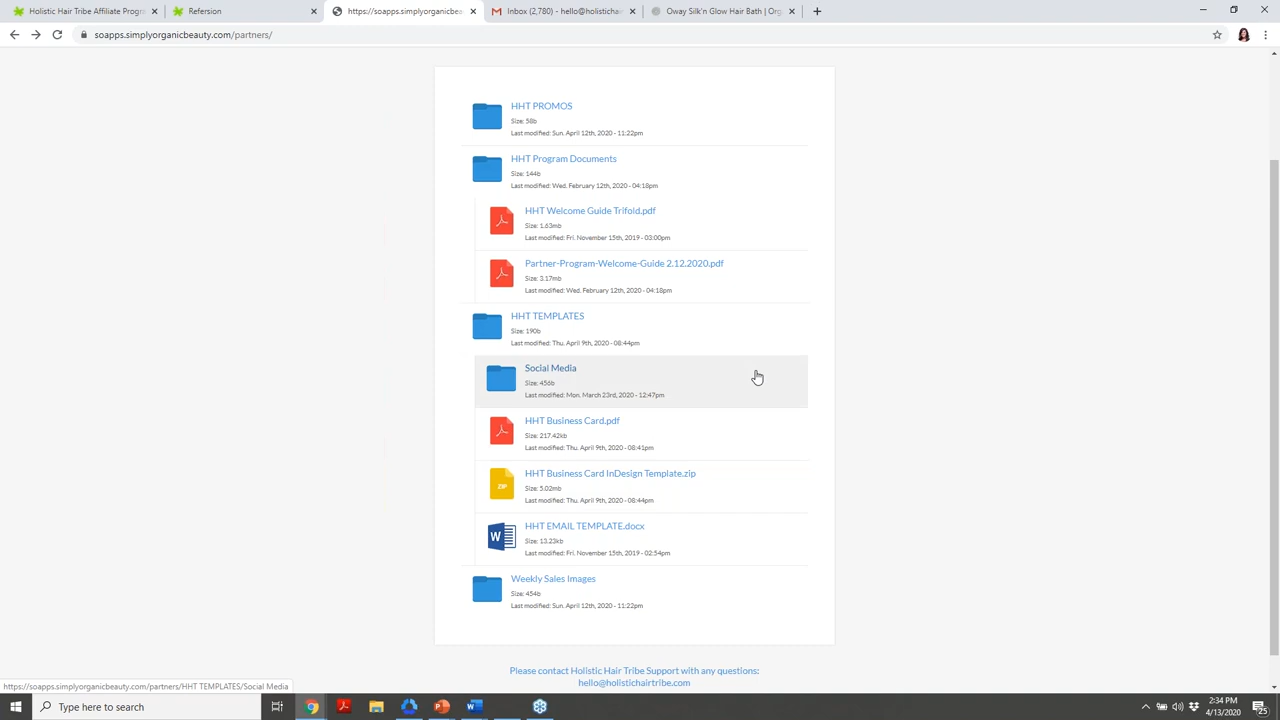 Holistic Hair Tribe Affiliate Progra
Refersion
https://soapps.simplyorganicbeau
Inbox (2,780) - hello@holistichair
Oway Silk'n Glow Hair Bath | Org
soapps.simplyorganicbeauty.com/partners/
HHT PROMOS
Size: 58b
Last modified: Sun. April 12th, 2020 - 11:22pm
HHT Program Documents
Size: 144b
Last modified: Wed. February 12th, 2020 - 04:18pm
HHT Welcome Guide Trifold.pdf
Size: 1.63mb
Last modified: Fri. November 15th, 2019 - 03:00pm
Partner-Program-Welcome-Guide 2.12.2020.pdf
Size: 3.17mb
Last modified: Wed. February 12th, 2020 - 04:18pm
HHT TEMPLATES
Size: 190b
Last modified: Thu. April 9th, 2020 - 08:44pm
Social Media
Size: 456b
Last modified: Mon. March 23rd, 2020 - 12:47pm
HHT Business Card.pdf
Size: 217.42kb
Last modified: Thu. April 9th, 2020 - 08:41pm
HHT Business Card InDesign Template.zip
ZIP
Size: 5.02mb
Last modified: Thu. April 9th, 2020 - 08:44pm
HHT EMAIL TEMPLATE.docx
W
Size: 13.23kb
Last modified: Fri. November 15th, 2019 - 02:54pm
Weekly Sales Images
Size: 454b
Last modified: Sun. April 12th, 2020 - 11:22pm
Please contact Holistic Hair Tribe Support with any questions:
hello@holistichairtribe.com
https://soapps.simplyorganicbeauty.com/partners/HHT TEMPLATES/Social Media
Type here to search
2:34 PM
4/13/2020
25